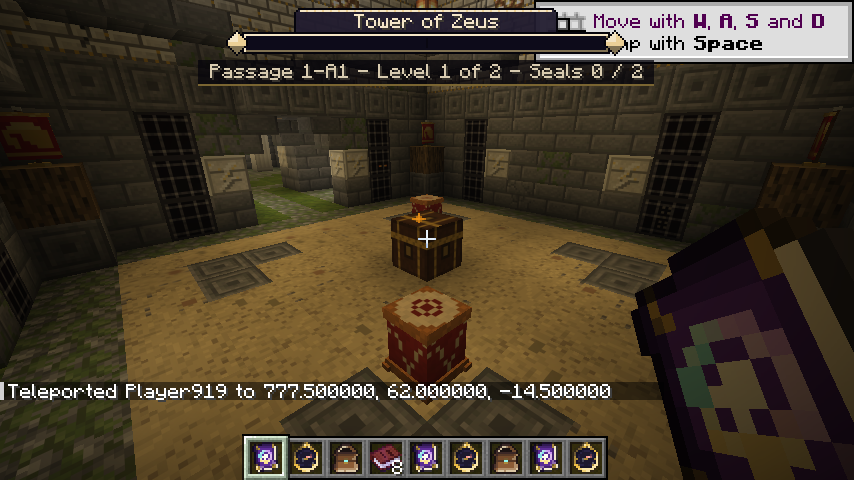 Tower of Zeus
Move with W, A, S and D
p with Space
Passage 1-A1 - Level 1 of 2 - Seals 0 / 2
Teleported Player919 to 777.500000, 62.000000, -14.500000
8